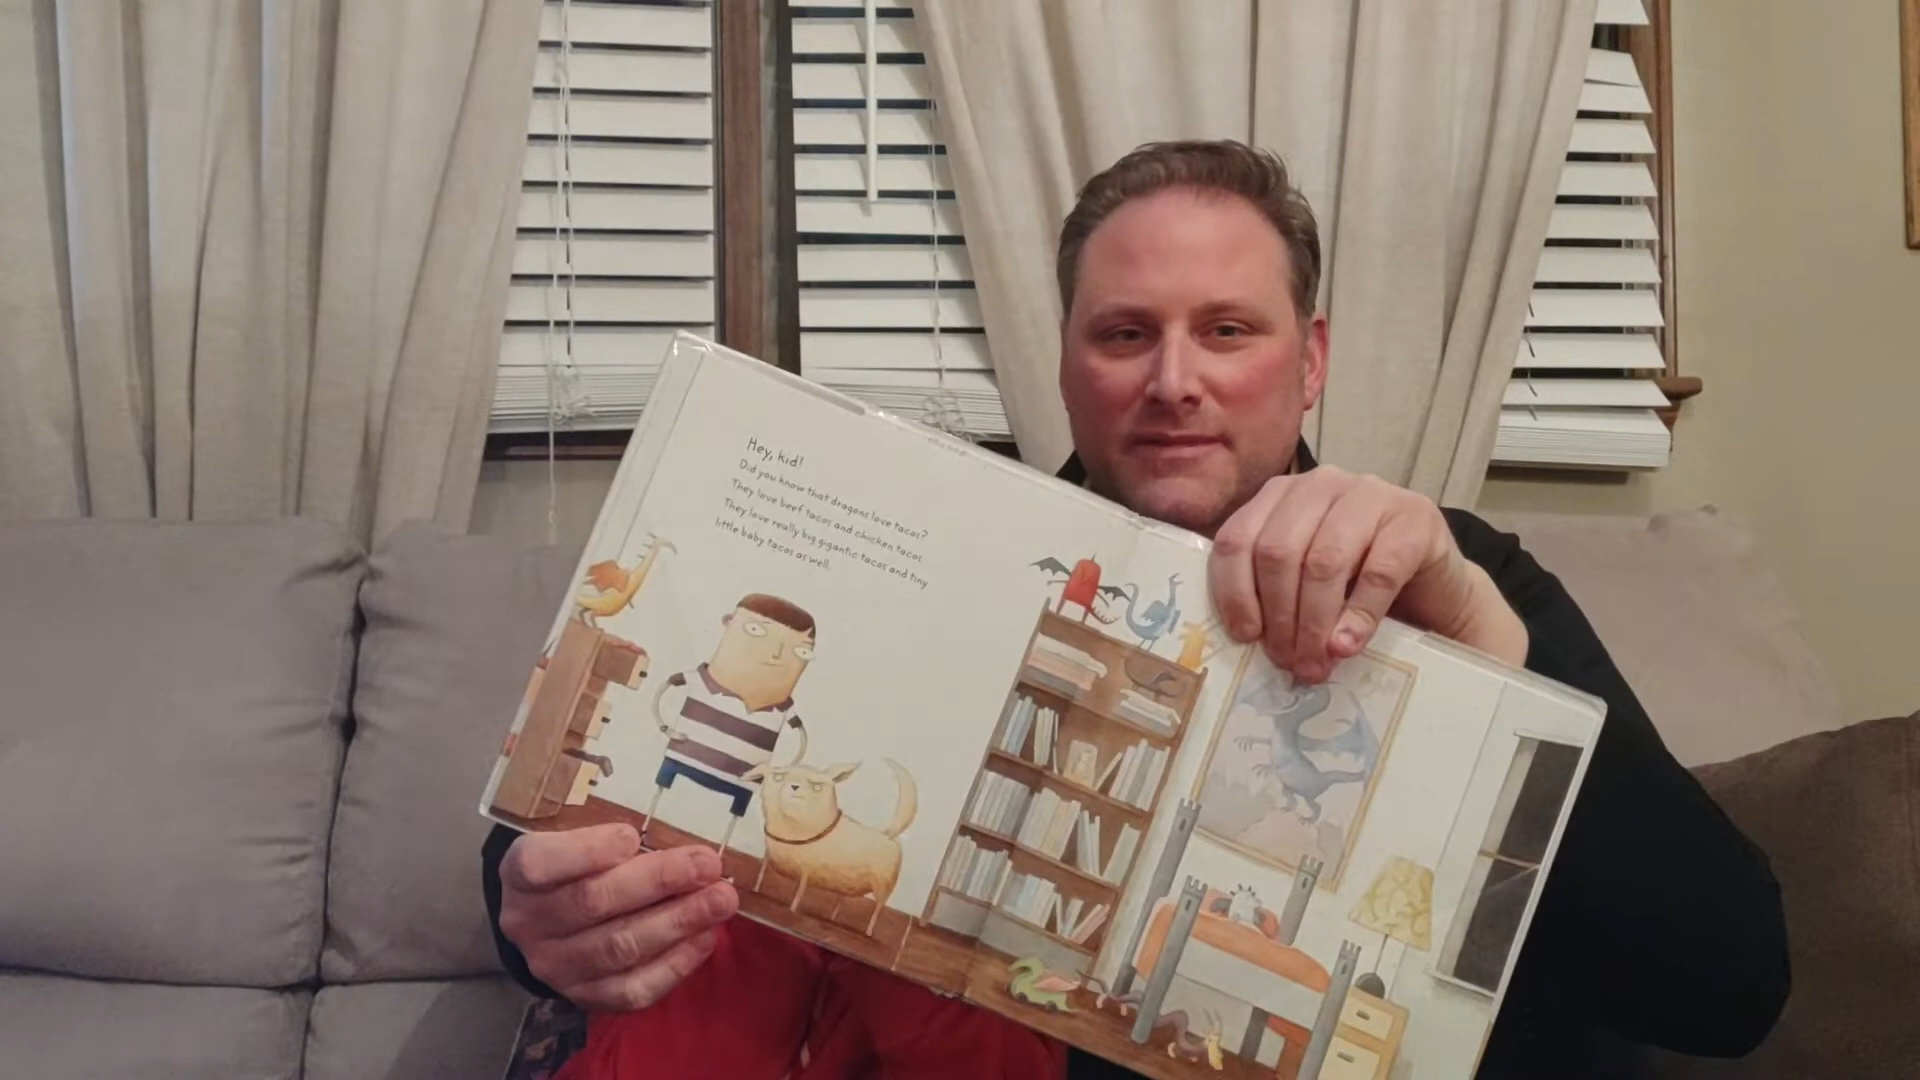 Hey, kid!
Did you know that dragons love tacos?
They love beef tacos and chicken tacos.
They love really big gigantic tacos and tiny
little baby tacos as well.